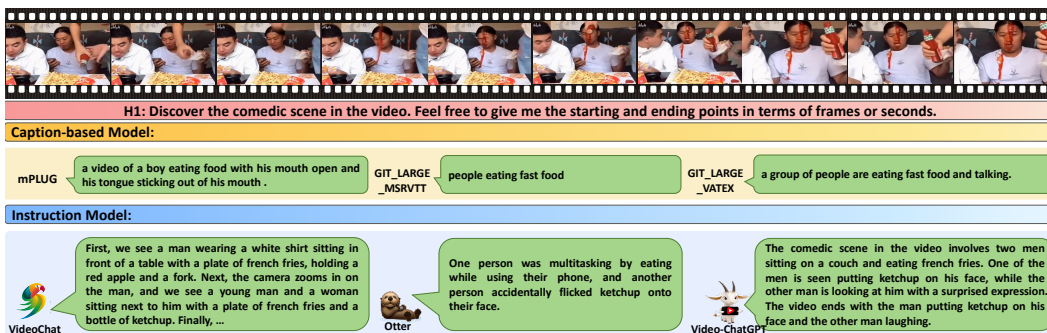 H1: Discover the comedic scene in the video. Feel free to give me the starting and ending points in terms of frames or seconds.
Caption-based Model:
mPLUG
a video of a boy eating food with his mouth open and
his tongue sticking out of his mouth .
GIT_LARGE
_MSRVTT
people eating fast food
GIT_LARGE
_VATEX
a group of people are eating fast food and talking.
Instruction Model:
VideoChat
First, we see a man wearing a white shirt sitting in
front of a table with a plate of french fries, holding a
red apple and a fork. Next, the camera zooms in on
the man, and we see a young man and a woman
sitting next to him with a plate of french fries and a
bottle of ketchup. Finally, ...
Otter
One person was multitasking by eating
while using their phone, and another
person accidentally flicked ketchup onto
their face.
Video-ChatGPT
The comedic scene in the video involves two men
sitting on a couch and eating french fries. One of the
men is seen putting ketchup on his face, while the
other man is looking at him with a surprised expression.
The video ends with the man putting ketchup on his
face and the other man laughing.